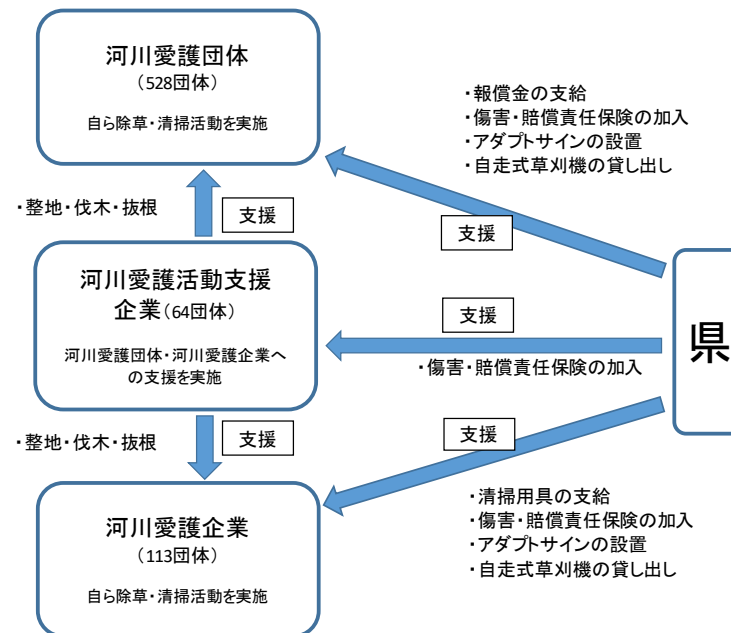 河川愛護団体
（528団体）
自ら除草・清掃活動を実施
・報償金の支給
・傷害・賠償責任保険の加入
・アダプトサインの設置
・自走式草刈機の貸し出し
・整地・伐木・抜根
支援
支援
河川愛護活動支援
企業（64団体）
河川愛護団体・河川愛護企業へ
の支援を実施
支援
・傷害・賠償責任保険の加入
県
・整地・伐木・抜根
支援
支援
河川愛護企業
（113団体）
自ら除草・清掃活動を実施
・清掃用具の支給
・傷害・賠償責任保険の加入
・アダプトサインの設置
・自走式草刈機の貸し出し